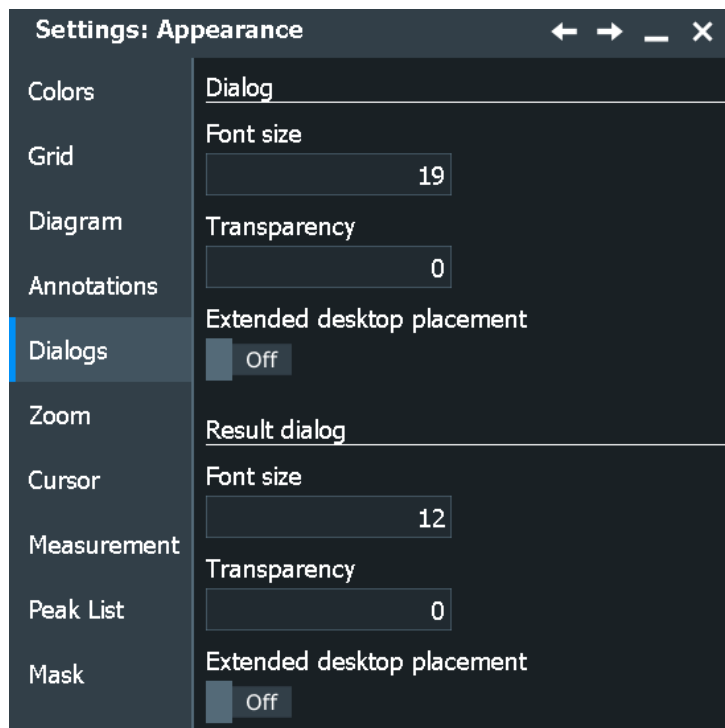 Settings: Appearance
Colors
Grid
Diagram
Annotations
Dialogs
Zoom
Cursor
Measurement
Peak List
Mask
Dialog
Font size
19
Transparency
0
Extended desktop placement
Off
Result dialog
Font size
12
Transparency
0
Extended desktop placement
Off